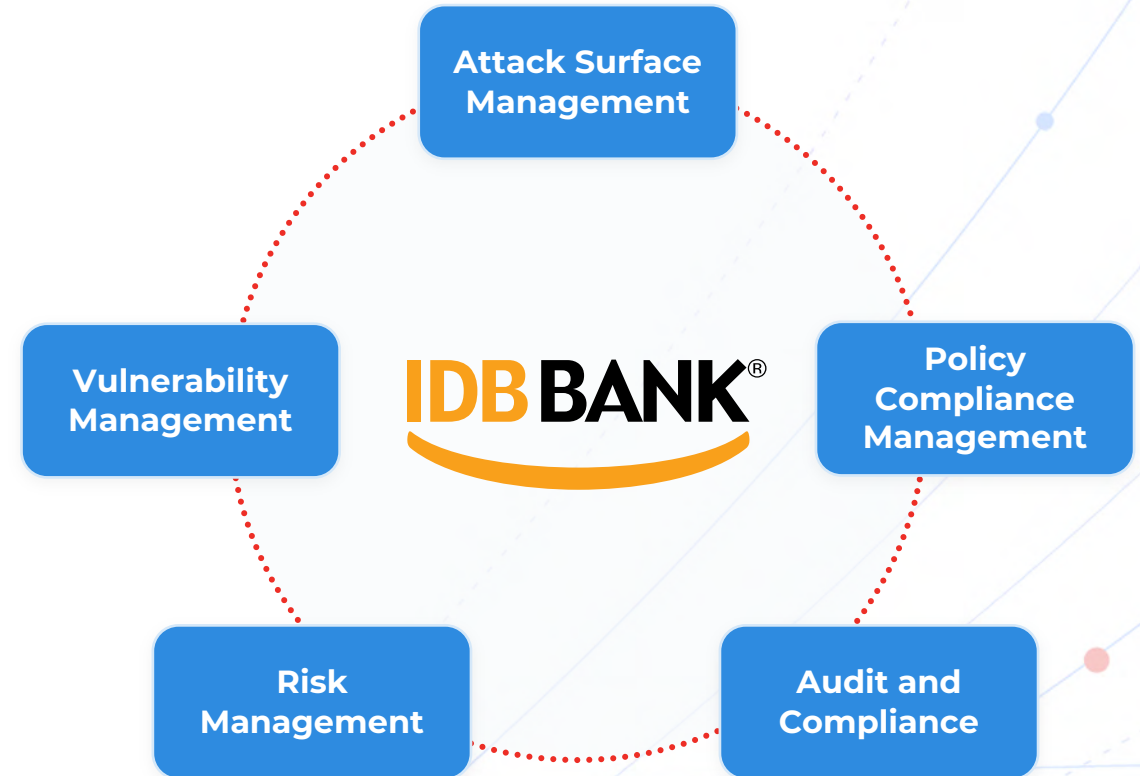 Attack Surface
Management
Vulnerability
Management
IDB BANK®
Policy
Compliance
Management
Risk
Management
Audit and
Compliance